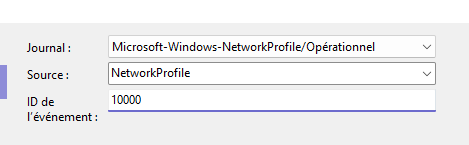 Journal : Microsoft-Windows-NetworkProfile/Opérationnel
Source : NetworkProfile
ID de 10000
l'événement :